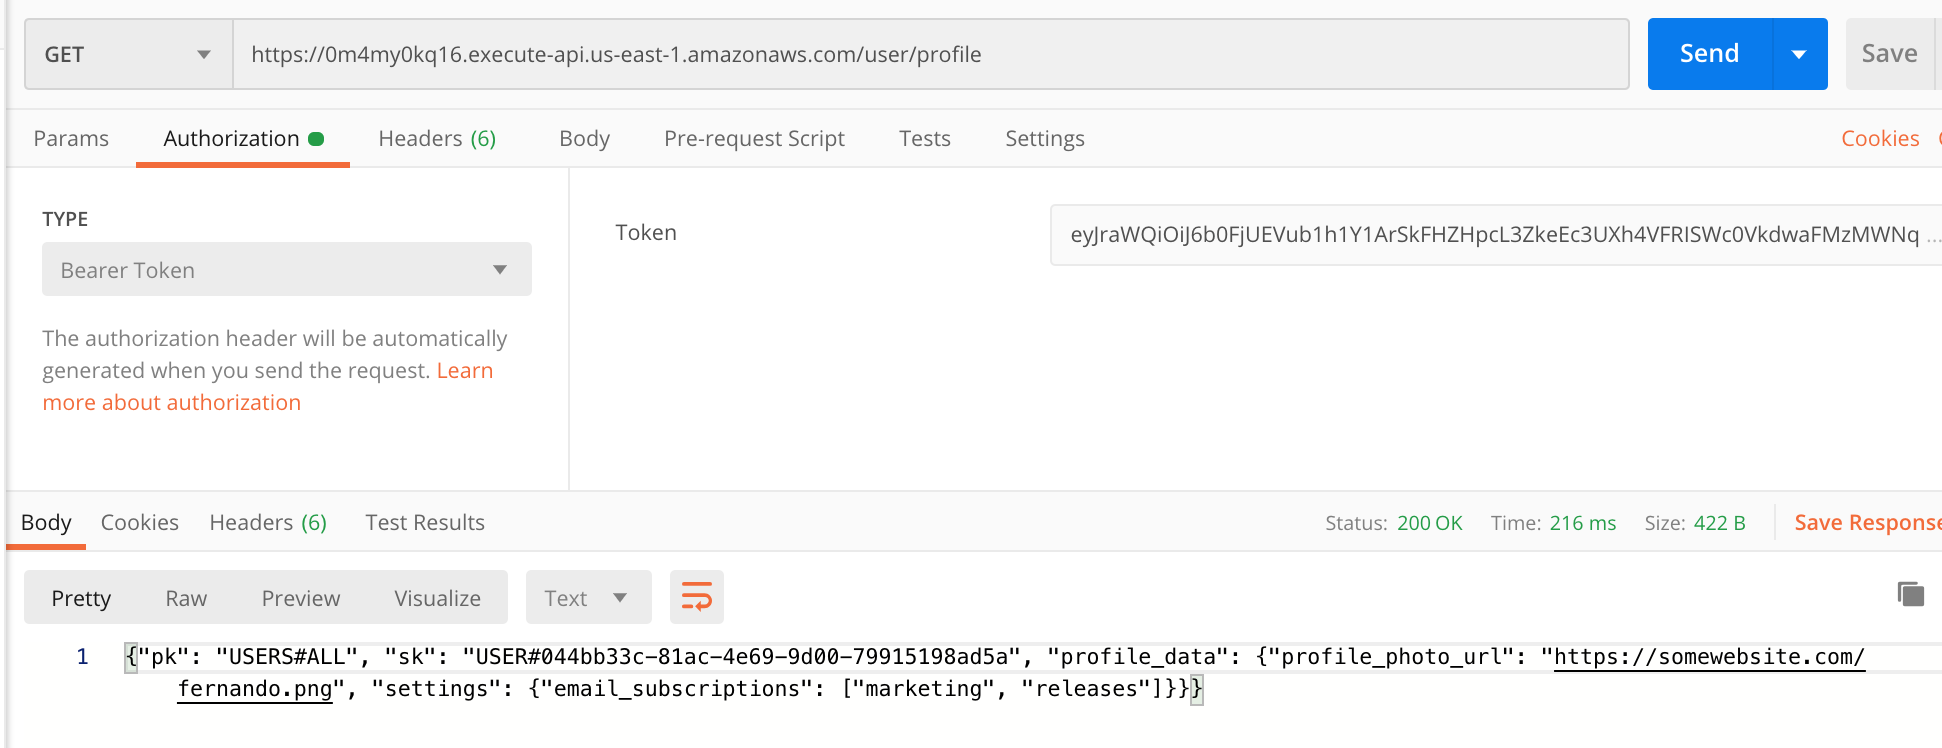 GET https://0m4my0kq16.execute-api.us-east-1.amazonaws.com/user/profile Send Save
Params Authorization Headers (6) Body Pre-request Script Tests Settings Cookies
TYPE
Bearer Token
The authorization header will be automatically
generated when you send the request. Learn
more about authorization
Token eyJraWQiOiJ6b0FjUEVub1h1Y1ArSkFHZHpcL3ZkeEc3UXh4VFRISWc0VkdwaFMzMWNq ...
Body Cookies Headers (6) Test Results Status: 200 OK Time: 216 ms Size: 422 B Save Response
Pretty Raw Preview Visualize Text
1 {"pk": "USERS#ALL", "sk": "USER#044bb33c-81ac-4e69-9d00-79915198ad5a", "profile_data": {"profile_photo_url": "https://somewebsite.com/
fernando.png", "settings": {"email_subscriptions": ["marketing", "releases"]}}}